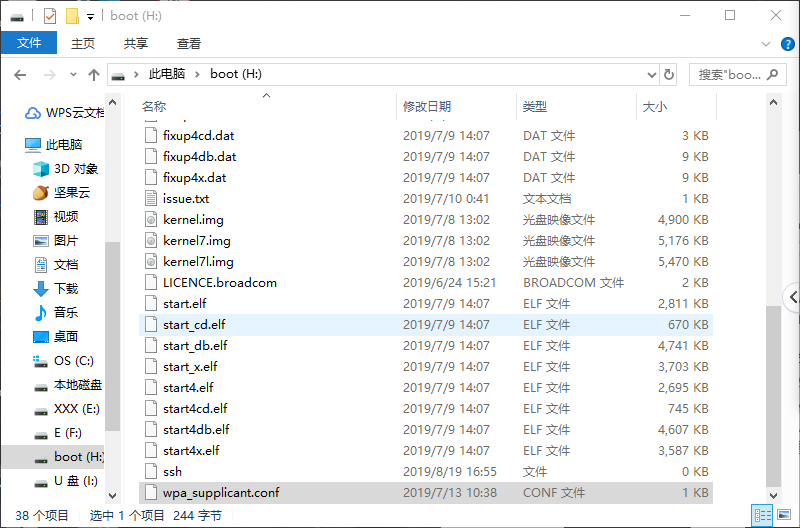 boot (H:)
文件 主页 共享 查看
此电脑 boot (H:) 搜索"boo...
WPS云文档
此电脑
3D 对象
坚果云
视频
图片
文档
下载
音乐
桌面
OS (C:)
本地磁盘
XXX (E:)
E (F:)
boot (H:)
U 盘 (I:)
名称 修改日期 类型 大小
fixup4cd.dat 2019/7/9 14:07 DAT 文件 3 KB
fixup4db.dat 2019/7/9 14:07 DAT 文件 9 KB
fixup4x.dat 2019/7/9 14:07 DAT 文件 9 KB
issue.txt 2019/7/10 0:41 文本文档 1 KB
kernel.img 2019/7/8 13:02 光盘映像文件 4,900 KB
kernel7.img 2019/7/8 13:02 光盘映像文件 5,176 KB
kernel7l.img 2019/7/8 13:02 光盘映像文件 5,470 KB
LICENCE.broadcom 2019/6/24 15:21 BROADCOM 文件 2 KB
start.elf 2019/7/9 14:07 ELF 文件 2,811 KB
start_cd.elf 2019/7/9 14:07 ELF 文件 670 KB
start_db.elf 2019/7/9 14:07 ELF 文件 4,741 KB
start_x.elf 2019/7/9 14:07 ELF 文件 3,703 KB
start4.elf 2019/7/9 14:07 ELF 文件 2,695 KB
start4cd.elf 2019/7/9 14:07 ELF 文件 745 KB
start4db.elf 2019/7/9 14:07 ELF 文件 4,607 KB
start4x.elf 2019/7/9 14:07 ELF 文件 3,587 KB
ssh 2019/8/19 16:55 文件 0 KB
wpa_supplicant.conf 2019/7/13 10:38 CONF 文件 1 KB
38 个项目 选中 1 个项目 244 字节